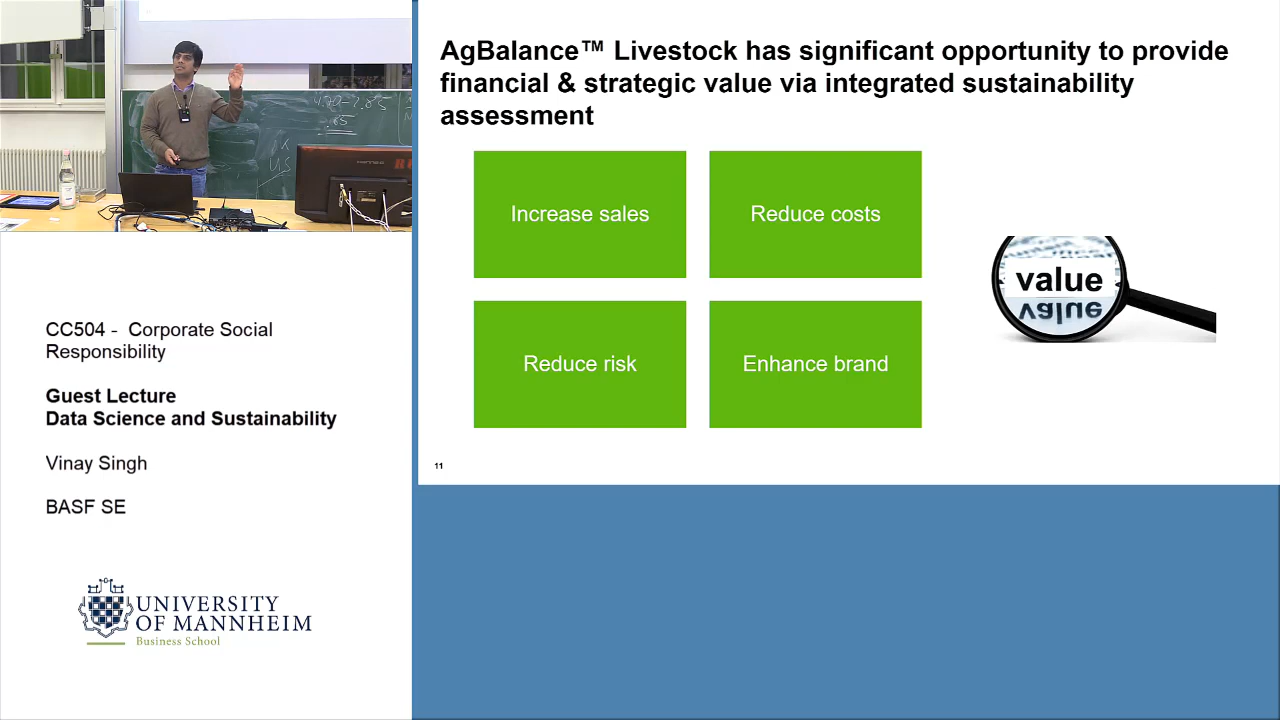 AgBalance™ Livestock has significant opportunity to provide
financial & strategic value via integrated sustainability
assessment
Increase sales
Reduce costs
Reduce risk
Enhance brand
value
11
CC504 - Corporate Social
Responsibility
Guest Lecture
Data Science and Sustainability
Vinay Singh
BASF SE
UNIVERSITY
OF MANNHEIM
Business School